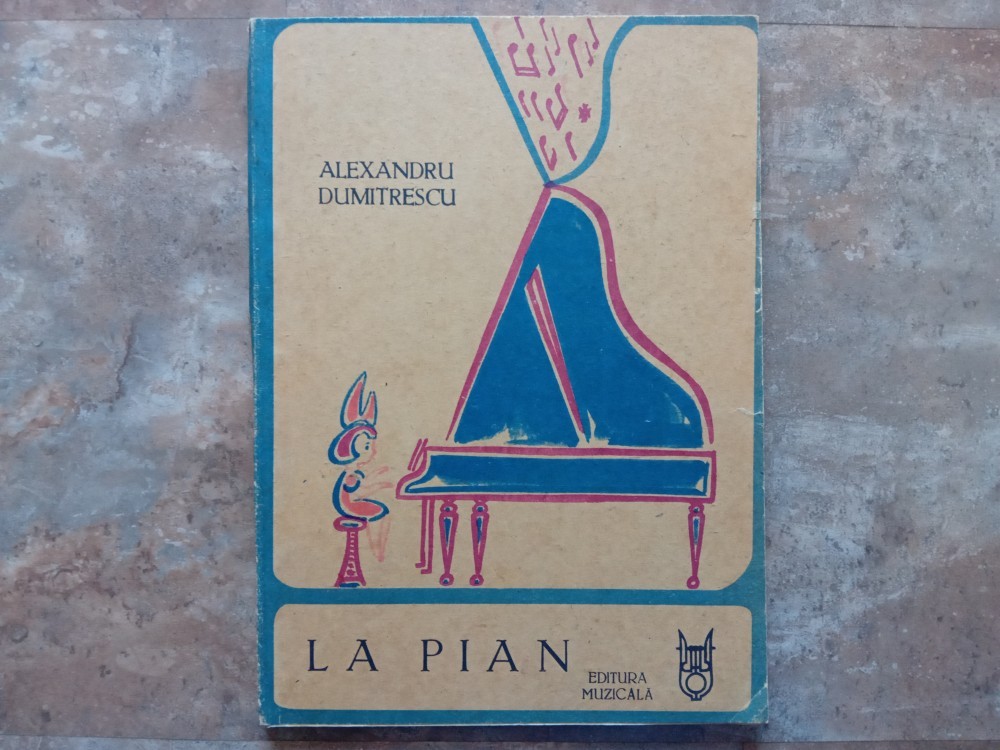 ALEXANDRU
DUMITRESCU
LA PIAN
EDITURA
MUZICALĂ